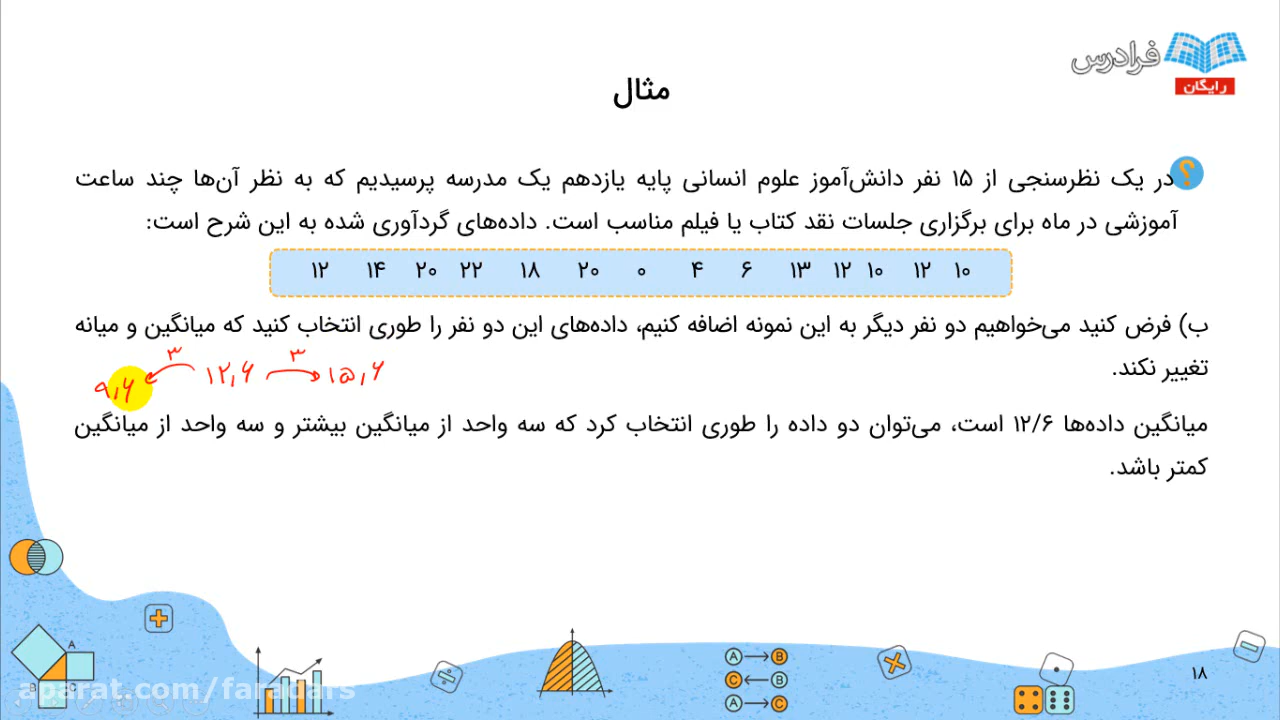 فرادرس
رایگان
مثال
؟
در یک نظرسنجی از ۱۵ نفر دانش‌آموز علوم انسانی پایه یازدهم یک مدرسه پرسیدیم که به نظر آن‌ها چند ساعت
آموزشی در ماه برای برگزاری جلسات نقد کتاب یا فیلم مناسب است. داده‌های گردآوری شده به این شرح است:
۱۲ ۱۴ ۲۰ ۲۲ ۱۸ ۲۰ ۰ ۴ ۶ ۱۳ ۱۲ ۱۰ ۱۲ ۱۰
ب) فرض کنید می‌خواهیم دو نفر دیگر به این نمونه اضافه کنیم، داده‌های این دو نفر را طوری انتخاب کنید که میانگین و میانه
تغییر نکند.
۳ ۳
۹,۶ ۱۲,۶ ۱۵,۶
میانگین داده‌ها ۱۲/۶ است، می‌توان دو داده را طوری انتخاب کرد که سه واحد از میانگین بیشتر و سه واحد از میانگین
کمتر باشد.
A
B
A B
C B
A C
۱۸
aparat.com/faradars